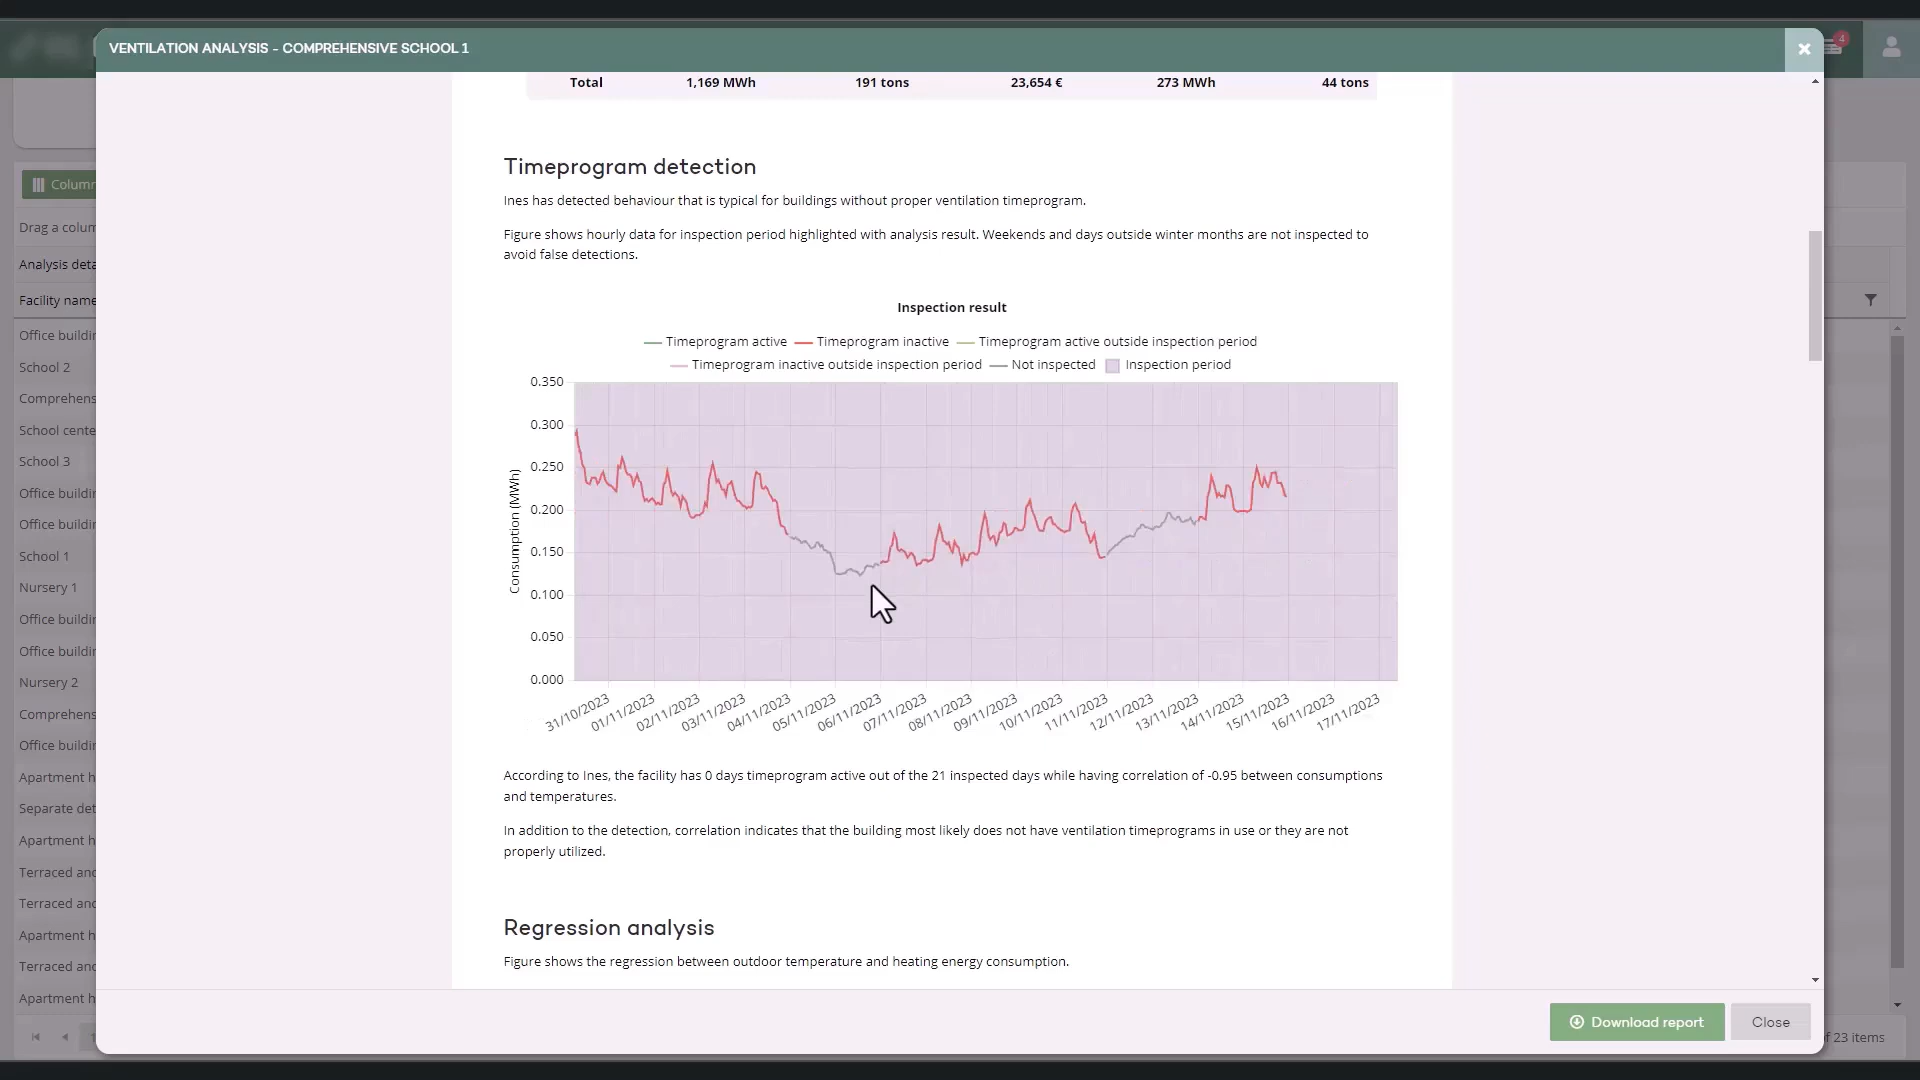 VENTILATION ANALYSIS - COMPREHENSIVE SCHOOL 1
4
Total 1,169 MWh 191 tons 23,654 € 273 MWh 44 tons
Timeprogram detection
Ines has detected behaviour that is typical for buildings without proper ventilation timeprogram.
Figure shows hourly data for inspection period highlighted with analysis result. Weekends and days outside winter months are not inspected to
avoid false detections.
Inspection result
Timeprogram active Timeprogram inactive Timeprogram active outside inspection period
Timeprogram inactive outside inspection period Not inspected Inspection period
Consumption (MWh)
0.350
0.300
0.250
0.200
0.150
0.100
0.050
0.000
31/10/2023 01/11/2023 02/11/2023 03/11/2023 04/11/2023 05/11/2023 06/11/2023 07/11/2023 08/11/2023 09/11/2023 10/11/2023 11/11/2023 12/11/2023 13/11/2023 14/11/2023 15/11/2023 16/11/2023 17/11/2023
According to Ines, the facility has 0 days timeprogram active out of the 21 inspected days while having correlation of -0.95 between consumptions
and temperatures.
In addition to the detection, correlation indicates that the building most likely does not have ventilation timeprograms in use or they are not
properly utilized.
Regression analysis
Figure shows the regression between outdoor temperature and heating energy consumption.
Download report Close
Column
Drag a colum
Analysis deta
Facility name
Office buildin
School 2
Comprehens
School cente
School 3
Office buildin
Office buildin
School 1
Nursery 1
Office buildin
Office buildin
Nursery 2
Comprehens
Office buildin
Apartment h
Separate det
Apartment h
Terraced and
Terraced and
Apartment h
Terraced and
Apartment h
of 23 items